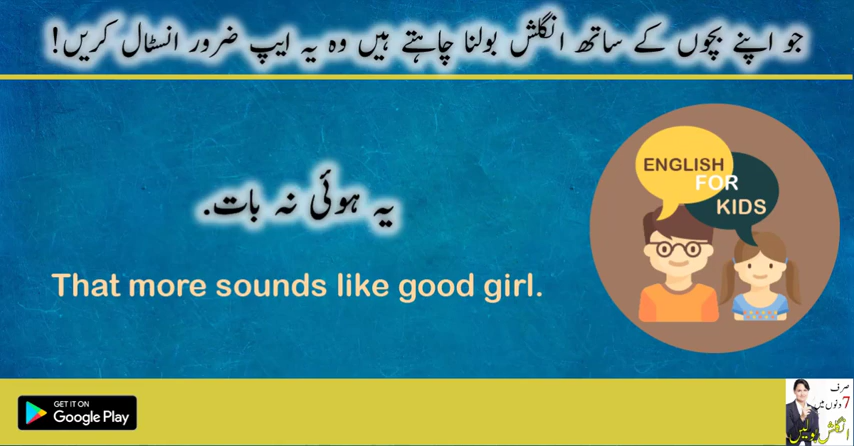 جو اپنے بچوں کے ساتھ انگلش بولنا چاہتے ہیں وہ یہ ایپ ضرور انسٹال کریں!
ENGLISH
FOR
KIDS
یہ ہوئی نہ بات.
That more sounds like good girl.
GET IT ON
Google Play
صرف
7 دنوں میں
انگلش بولیں